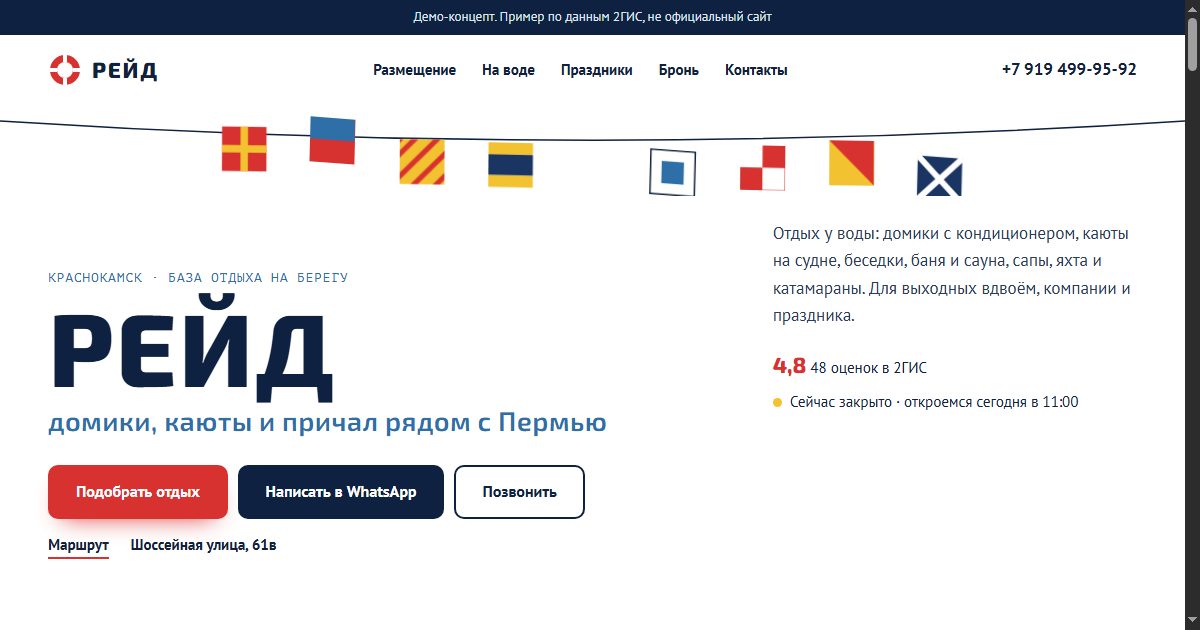 Демо-концепт. Пример по данным 2ГИС, не официальный сайт
РЕЙД
Размещение
На воде
Праздники
Бронь
Контакты
+7 919 499-95-92
КРАСНОКАМСК · БАЗА ОТДЫХА НА БЕРЕГУ
РЕЙД
домики, каюты и причал рядом с Пермью
Подобрать отдых
Написать в WhatsApp
Позвонить
Маршрут
Шоссейная улица, 61в
Отдых у воды: домики с кондиционером, каюты
на судне, беседки, баня и сауна, сапы, яхта и
катамараны. Для выходных вдвоём, компании и
праздника.
4,8 48 оценок в 2ГИС
Сейчас закрыто · откроемся сегодня в 11:00